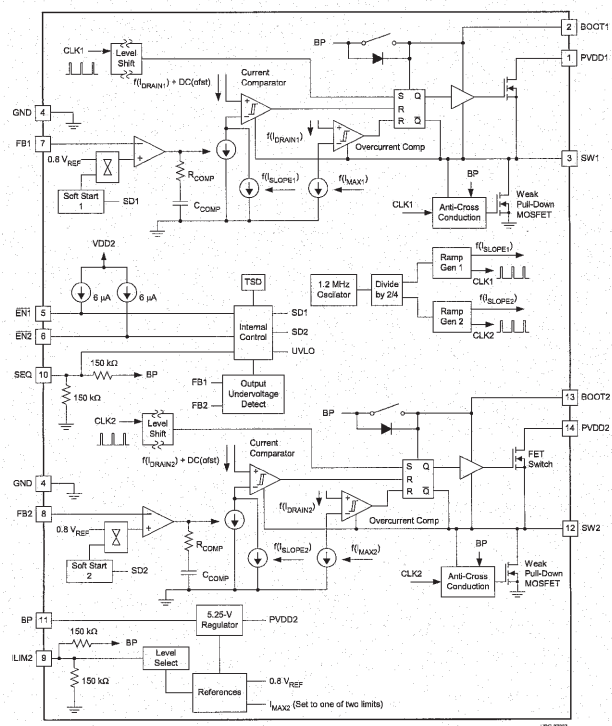 2 BOOT1
BP
CLK1
Level
Shift
1 PVDD1
f(IDRAIN1) + DC(ofst)
Current
Comparator
S Q
R
R Q
GND 4
FB1 7
f(IDRAIN1)
Overcurrent Comp
3 SW1
0.8 VREF
RCOMP
f(ISLOPE1)
f(IMAX1)
BP
Soft Start
1
SD1
CCOMP
CLK1
Anti-Cross
Conduction
Weak
Pull-Down
MOSFET
VDD2
6 µA
6 µA
TSD
1.2 MHz
Oscilator
Divide
by 2/4
Ramp
Gen 1
f(ISLOPE1)
CLK1
EN1 5
SD1
Internal
Control
Ramp
Gen 2
f(ISLOPE2)
CLK2
EN2 6
SD2
UVLO
SEQ 10
150 kΩ
BP
150 kΩ
FB1
FB2
Output
Undervoltage
Detect
13 BOOT2
BP
CLK2
Level
Shift
14 PVDD2
f(IDRAIN2) + DC(ofst)
Current
Comparator
S Q
R
R Q
FET
Switch
GND 4
FB2 8
f(IDRAIN2)
Overcurrent Comp
12 SW2
0.8 VREF
RCOMP
f(ISLOPE2)
f(IMAX2)
BP
Soft Start
2
SD2
CCOMP
CLK2
Anti-Cross
Conduction
Weak
Pull-Down
MOSFET
BP 11
5.25-V
Regulator
PVDD2
150 kΩ
BP
ILIM2 9
Level
Select
150 kΩ
References
0.8 VREF
IMAX2 (Set to one of two limits)